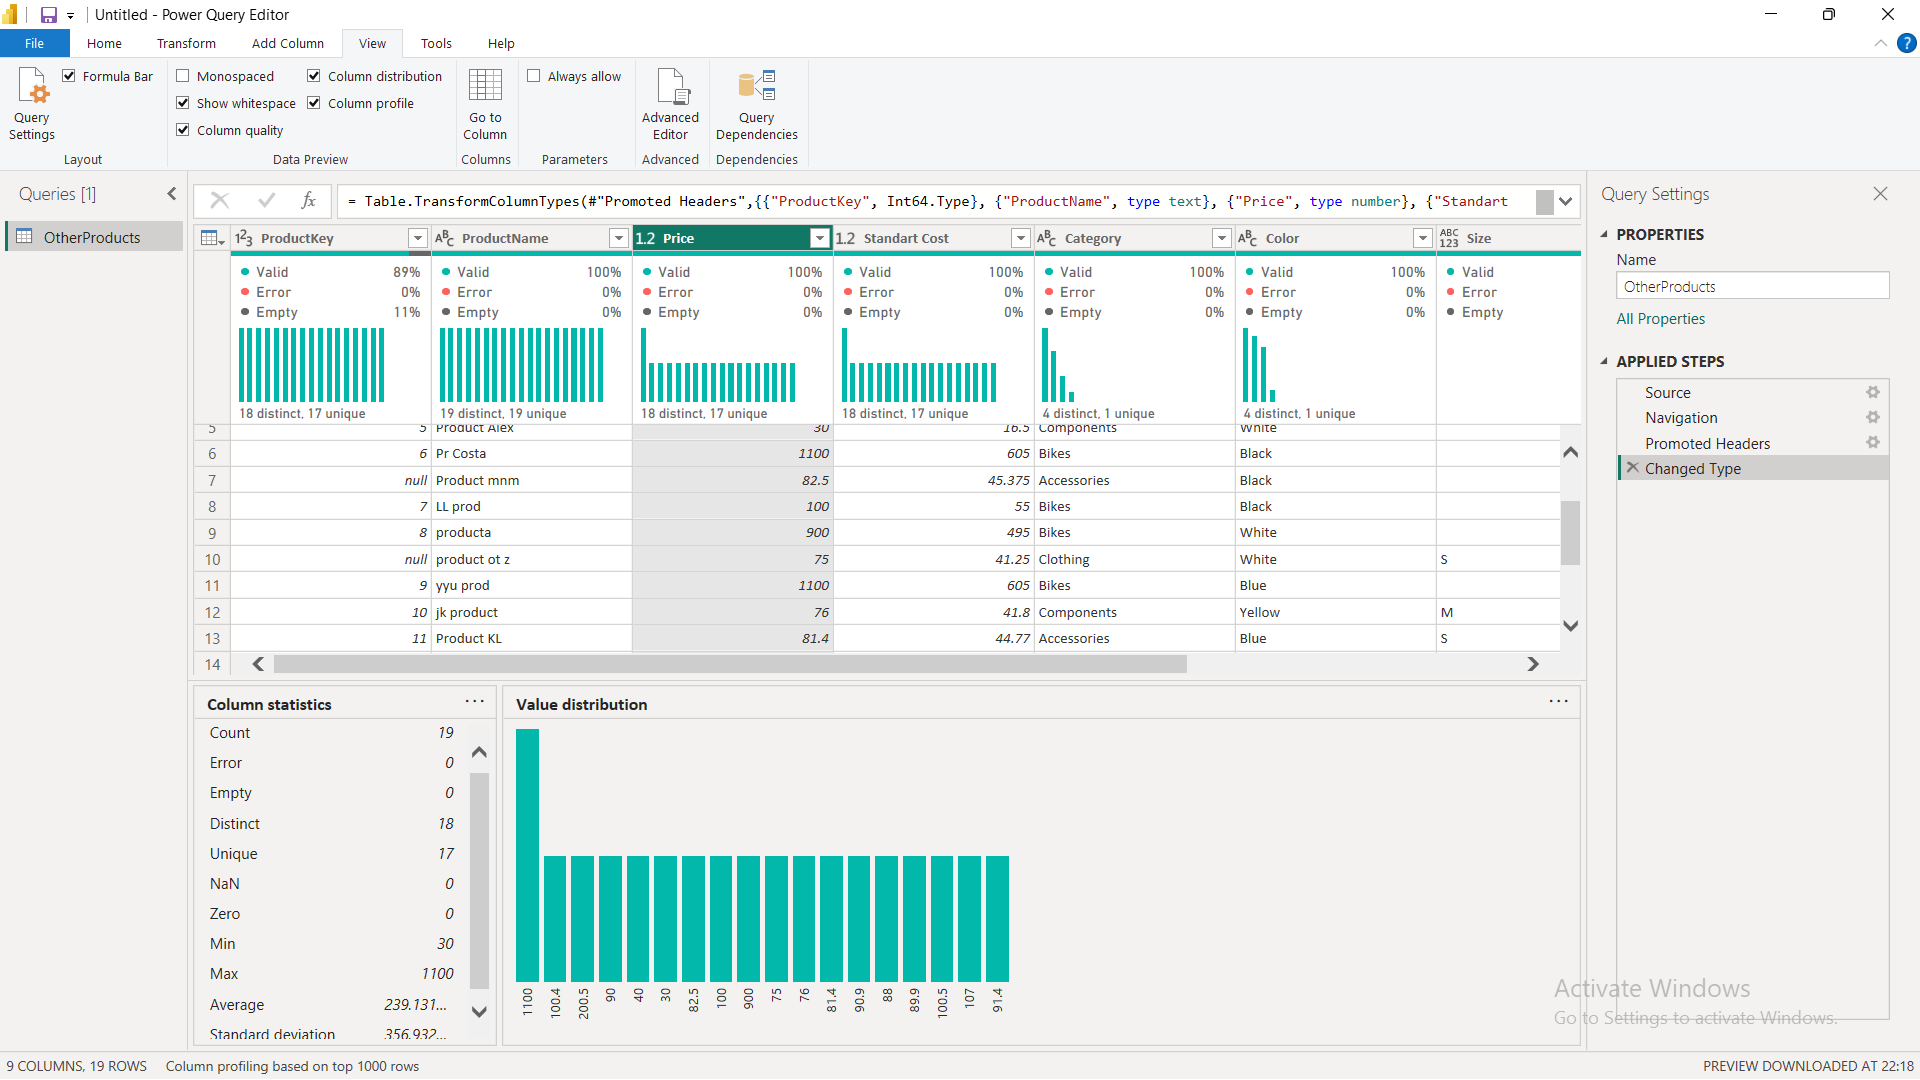 Untitled - Power Query Editor
File Home Transform Add Column View Tools Help
Formula Bar Monospaced Column distribution Always allow
Show whitespace Column profile
Column quality
Query Settings
Go to Column
Advanced Editor
Query Dependencies
Layout Data Preview Columns Parameters Advanced Dependencies
Queries [1]
OtherProducts
= Table.TransformColumnTypes(#"Promoted Headers",{{"ProductKey", Int64.Type}, {"ProductName", type text}, {"Price", type number}, {"Standart
123 ProductKey ABC ProductName 1.2 Price 1.2 Standart Cost ABC Category ABC Color ABC 123 Size
Valid 89% Valid 100% Valid 100% Valid 100% Valid 100% Valid 100% Valid
Error 0% Error 0% Error 0% Error 0% Error 0% Error 0% Error
Empty 11% Empty 0% Empty 0% Empty 0% Empty 0% Empty 0% Empty
18 distinct, 17 unique 19 distinct, 19 unique 18 distinct, 17 unique 18 distinct, 17 unique 4 distinct, 1 unique 4 distinct, 1 unique
5 5 Product Alex 30 16.5 Components White
6 6 Pr Costa 1100 605 Bikes Black
7 null Product mnm 82.5 45.375 Accessories Black
8 7 LL prod 100 55 Bikes Black
9 8 producta 900 495 Bikes White
10 null product ot z 75 41.25 Clothing White S
11 9 yyu prod 1100 605 Bikes Blue
12 10 jk product 76 41.8 Components Yellow M
13 11 Product KL 81.4 44.77 Accessories Blue S
14
Column statistics
Count 19
Error 0
Empty 0
Distinct 18
Unique 17
NaN 0
Zero 0
Min 30
Max 1100
Average 239.131...
Standard deviation 356.932...
Value distribution
1100 100.4 200.5 90 40 30 82.5 100 900 75 76 81.4 90.9 88 89.9 100.5 107 91.4
Query Settings
PROPERTIES
Name
OtherProducts
All Properties
APPLIED STEPS
Source
Navigation
Promoted Headers
Changed Type
Activate Windows
Go to Settings to activate Windows.
9 COLUMNS, 19 ROWS Column profiling based on top 1000 rows PREVIEW DOWNLOADED AT 22:18